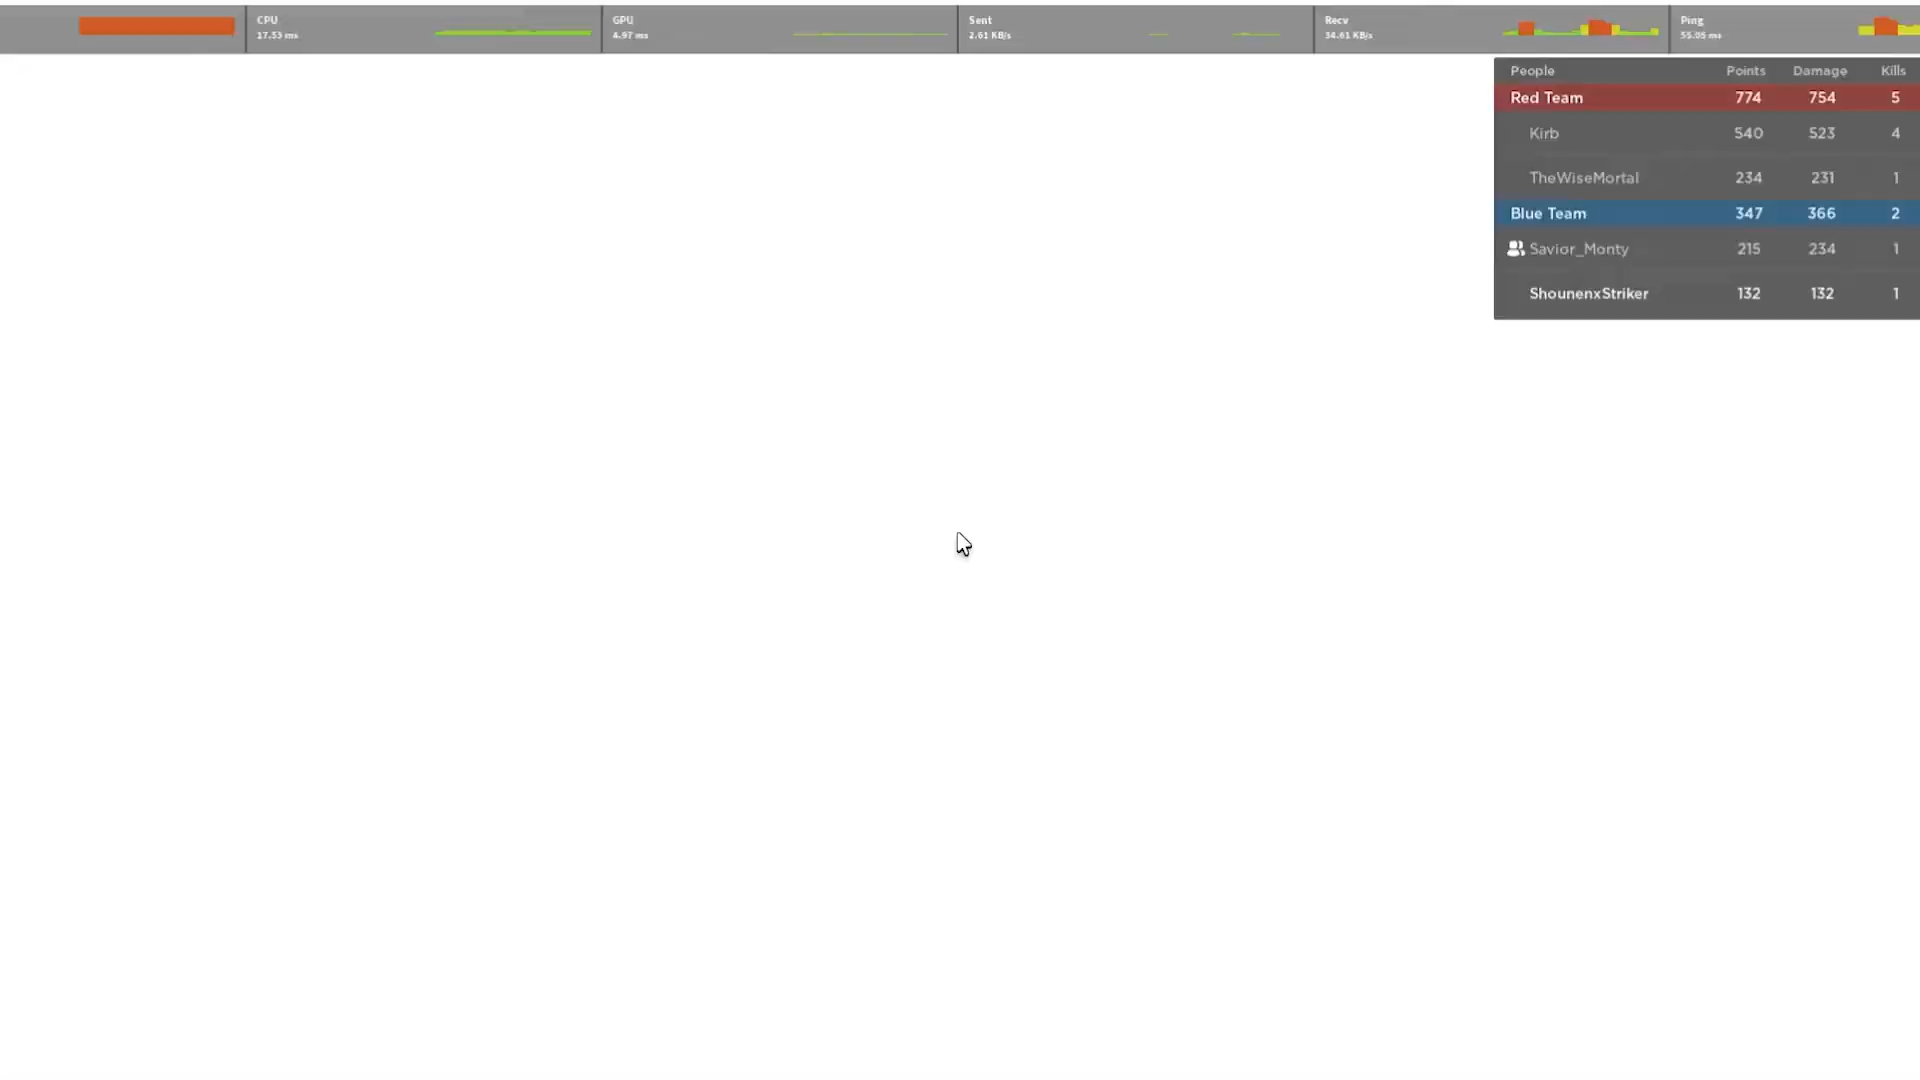 CPU GPU Sent Recv Ping
17.53 ms 4.97 ms 2.61 KB/s 34.61 KB/s 55.05 ms
People Points Damage Kills
Red Team 774 754 5
Kirb 540 523 4
TheWiseMortal 234 231 1
Blue Team 347 366 2
Savior_Monty 215 234 1
ShounenxStriker 132 132 1